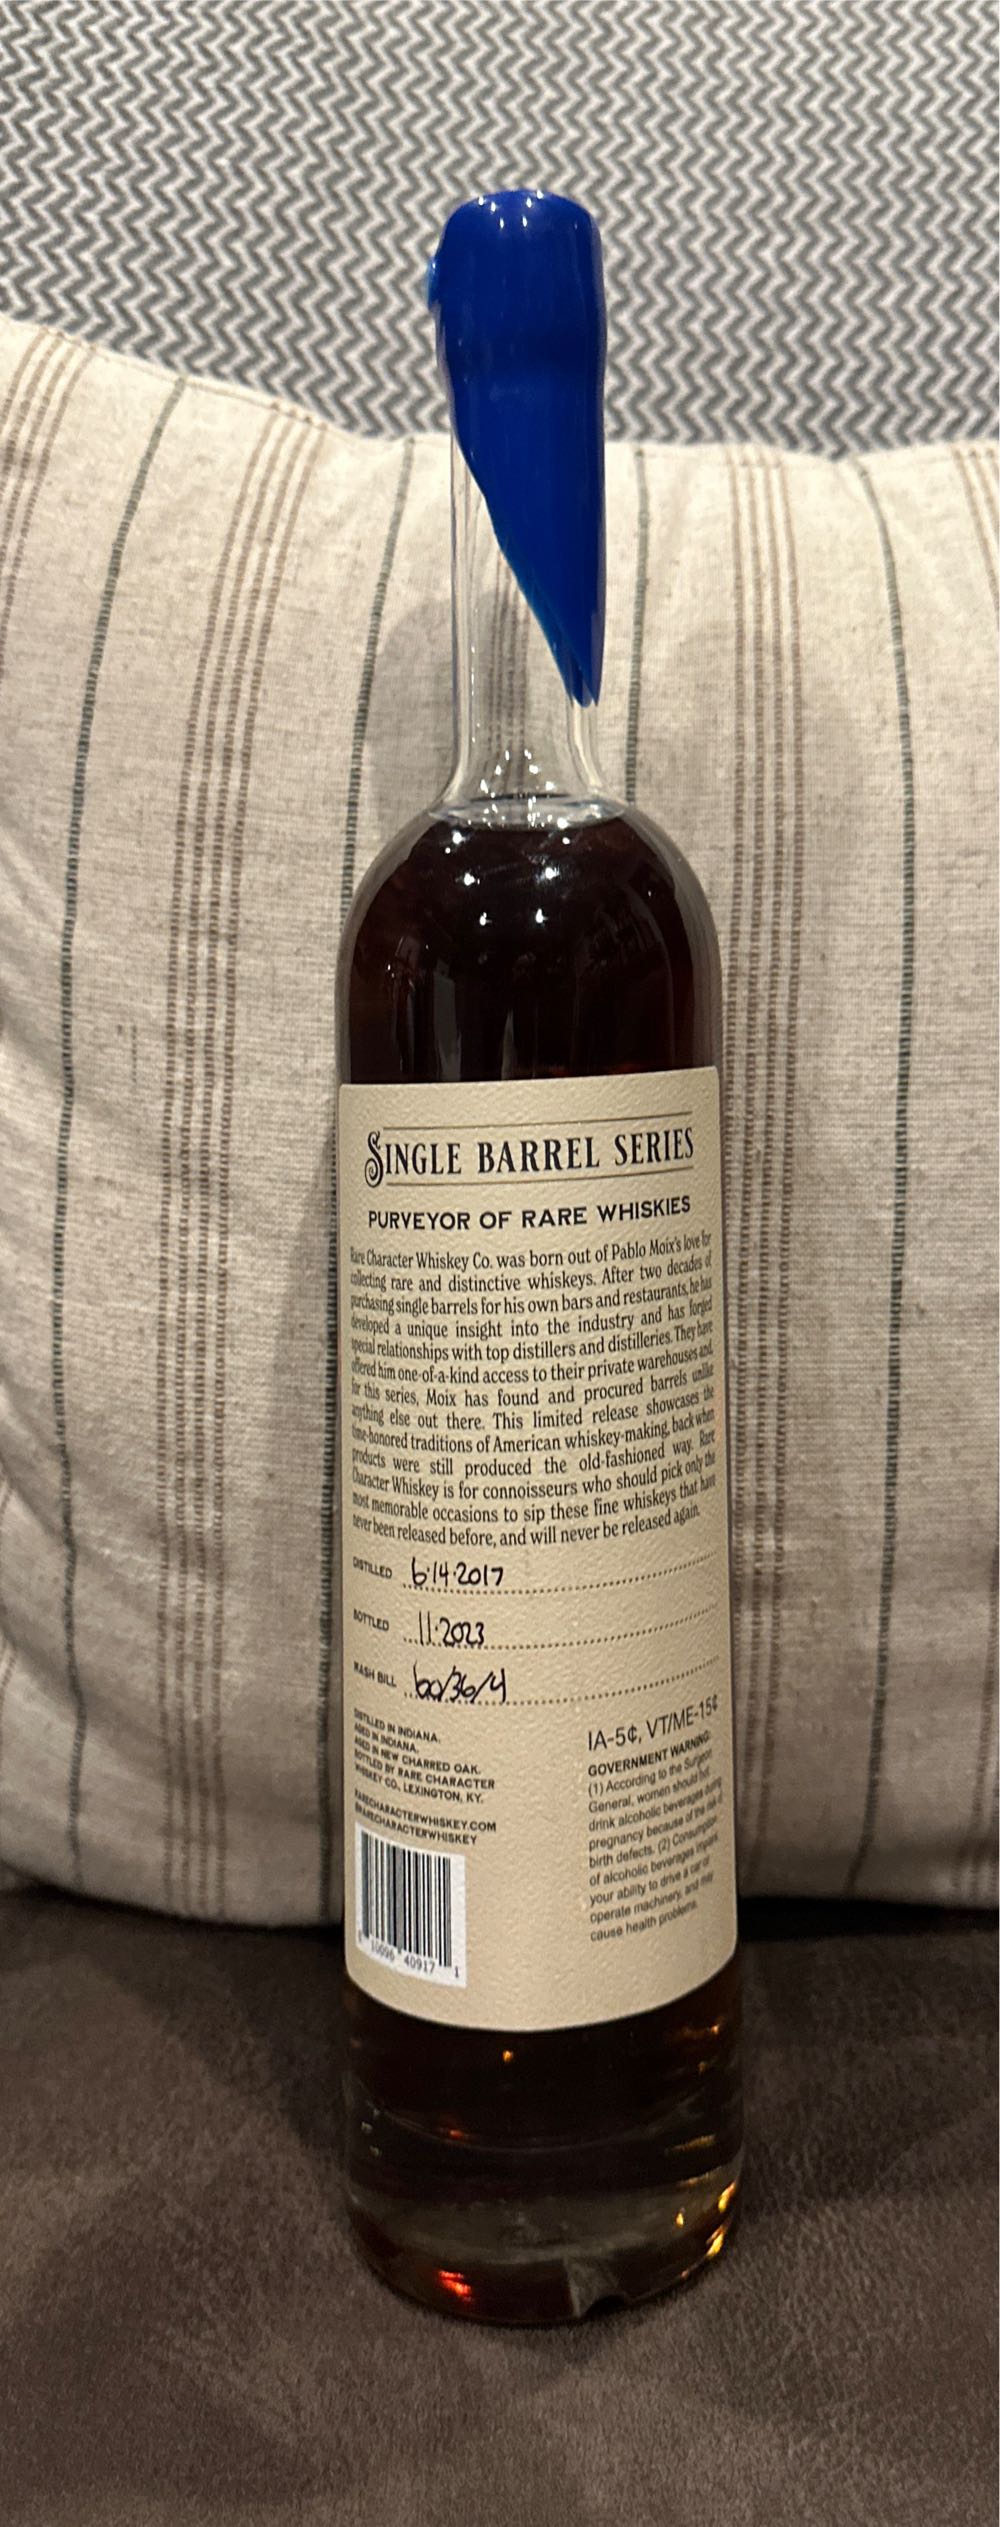 SINGLE BARREL SERIES
PURVEYOR OF RARE WHISKIES
Rare Character Whiskey Co. was born out of Pablo Moix's love for
collecting rare and distinctive whiskeys. After two decades of
purchasing single barrels for his own bars and restaurants, he has
developed a unique insight into the industry and has forged
special relationships with top distillers and distilleries. They have
offered him one-of-a-kind access to their private warehouses and,
for this series, Moix has found and procured barrels unlike
anything else out there. This limited release showcases the
time-honored traditions of American whiskey-making, back when
products were still produced the old-fashioned way. Rare
Character Whiskey is for connoisseurs who should pick only the
most memorable occasions to sip these fine whiskeys that have
never been released before, and will never be released again.
DISTILLED 6·14·2017
BOTTLED 11·2023
MASH BILL 60/36/4
DISTILLED IN INDIANA.
AGED IN INDIANA.
AGED IN NEW CHARRED OAK.
BOTTLED BY RARE CHARACTER
WHISKEY CO. LEXINGTON, KY.
RARECHARACTERWHISKEY.COM
@RARECHARACTERWHISKEY
10096 40917 1
IA-5¢, VT/ME-15¢
GOVERNMENT WARNING:
(1) According to the Surgeon
General, women should not
drink alcoholic beverages during
pregnancy because of the risk of
birth defects. (2) Consumption
of alcoholic beverages impairs
your ability to drive a car or
operate machinery, and may
cause health problems.